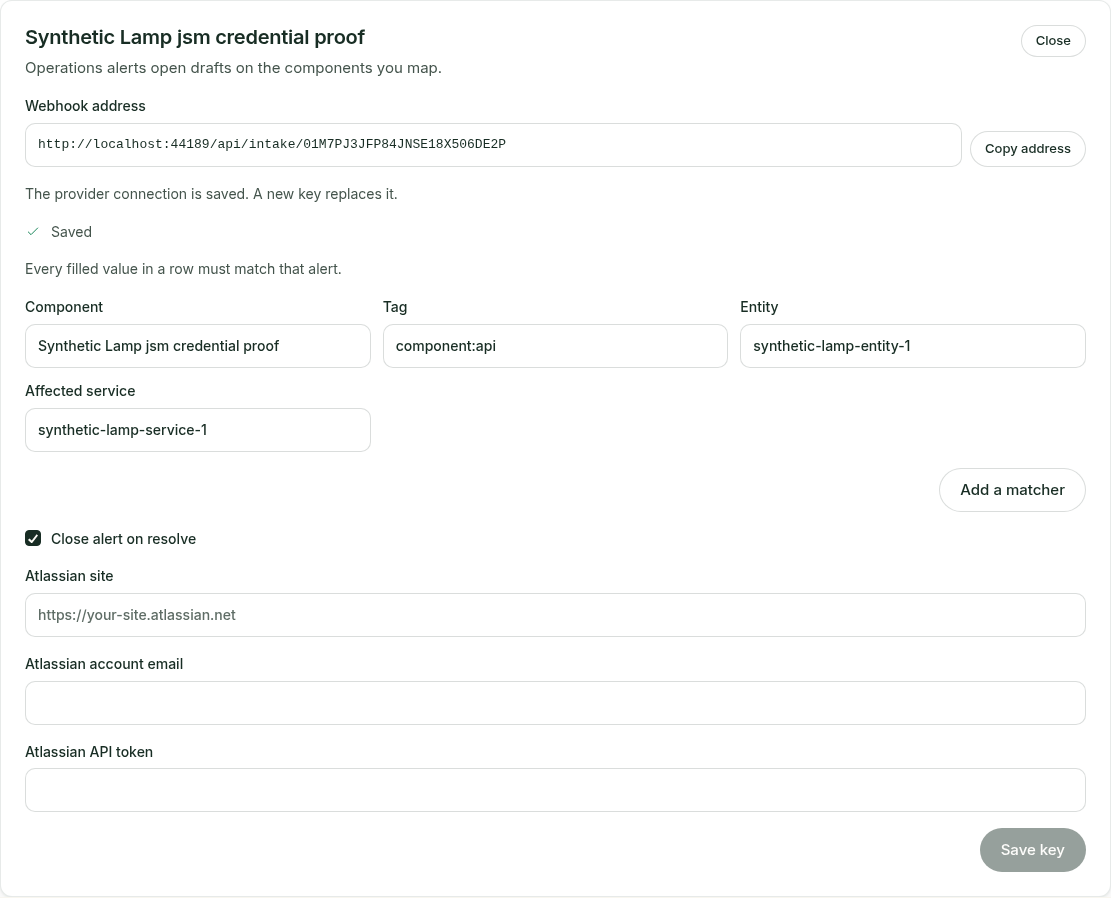 Synthetic Lamp jsm credential proof
Close
Operations alerts open drafts on the components you map.
Webhook address
http://localhost:44189/api/intake/01M7PJ3JFP84JNSE18X506DE2P
Copy address
The provider connection is saved. A new key replaces it.
Saved
Every filled value in a row must match that alert.
Component
Tag
Entity
Synthetic Lamp jsm credential proof
component:api
synthetic-lamp-entity-1
Affected service
synthetic-lamp-service-1
Add a matcher
Close alert on resolve
Atlassian site
https://your-site.atlassian.net
Atlassian account email
Atlassian API token
Save key